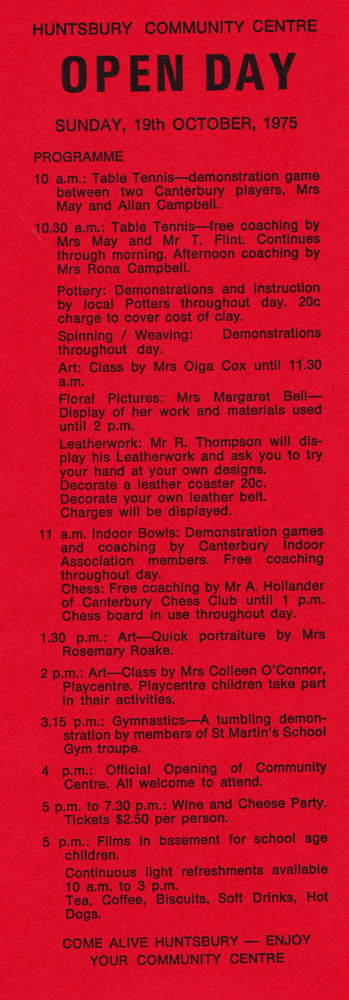 HUNTSBURY COMMUNITY CENTRE
OPEN DAY
SUNDAY, 19th OCTOBER, 1975
PROGRAMME
10 a.m.: Table Tennis—demonstration game
between two Canterbury players, Mrs
May and Allan Campbell.
10.30 a.m.: Table Tennis—free coaching by
Mrs May and Mr T. Flint. Continues
through morning. Afternoon coaching by
Mrs Rona Campbell.
Pottery: Demonstrations and instruction
by local Potters throughout day. 20c
charge to cover cost of clay.
Spinning / Weaving: Demonstrations
throughout day.
Art: Class by Mrs Olga Cox until 11.30
a.m.
Floral Pictures: Mrs Margaret Bell—
Display of her work and materials used
until 2 p.m.
Leatherwork: Mr R. Thompson will dis-
play his Leatherwork and ask you to try
your hand at your own designs.
Decorate a leather coaster 20c.
Decorate your own leather belt.
Charges will be displayed.
11 a.m. Indoor Bowls: Demonstration games
and coaching by Canterbury Indoor
Association members. Free coaching
throughout day.
Chess: Free coaching by Mr A. Hollander
of Canterbury Chess Club until 1 p.m.
Chess board in use throughout day.
1.30 p.m.: Art—Quick portraiture by Mrs
Rosemary Roake.
2 p.m.: Art—Class by Mrs Colleen O'Connor,
Playcentre. Playcentre children take part
in their activities.
3.15 p.m.: Gymnastics—A tumbling demon-
stration by members of St Martin's School
Gym troupe.
4 p.m.: Official Opening of Community
Centre. All welcome to attend.
5 p.m. to 7.30 p.m.: Wine and Cheese Party.
Tickets $2.50 per person.
5 p.m.: Films in basement for school age
children.
Continuous light refreshments available
10 a.m. to 3 p.m.
Tea, Coffee, Biscuits, Soft Drinks, Hot
Dogs.
COME ALIVE HUNTSBURY — ENJOY
YOUR COMMUNITY CENTRE